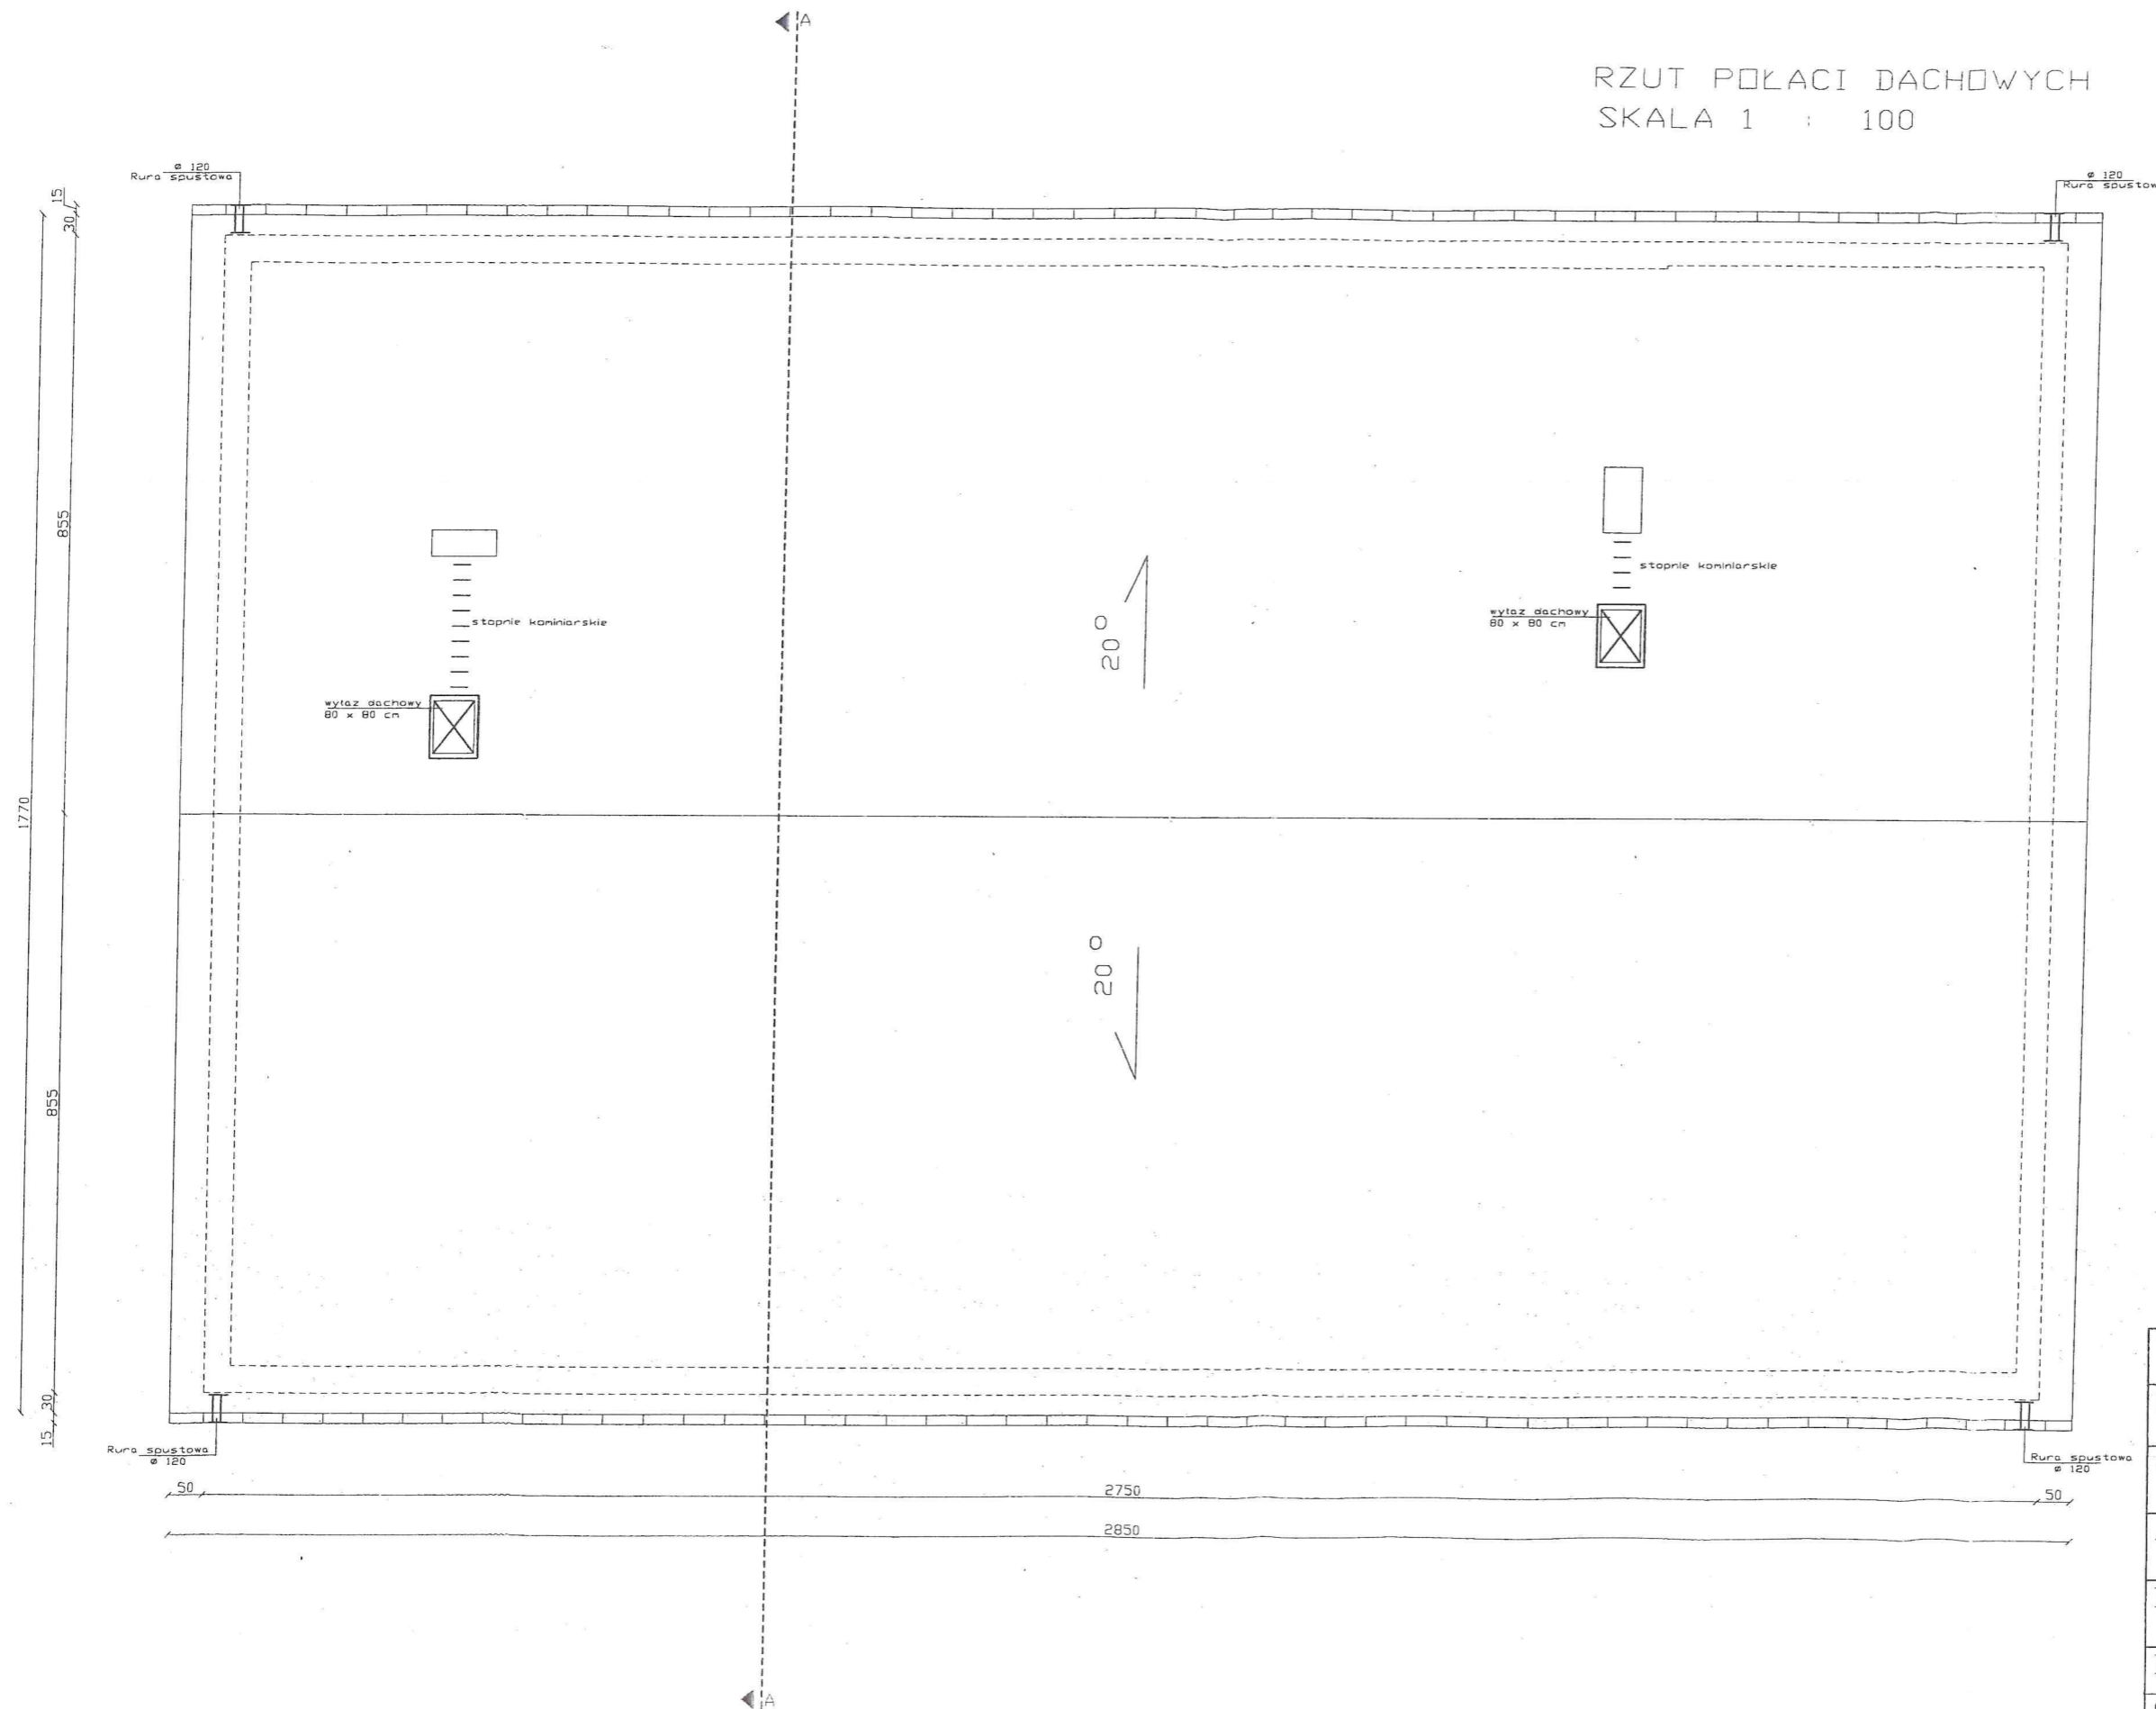 A
RZUT POŁACI DACHOWYCH
SKALA 1 : 100
ø 120
Rura spustowa
ø 120
Rura spustow
15
30
855
1770
855
30
15
stopnie kominiarskie
wyłaz dachowy
80 x 80 cm
stopnie kominiarskie
wyłaz dachowy
80 x 80 cm
20°
20°
Rura spustowa
ø 120
Rura spustowa
ø 120
50
2750
50
2850
A